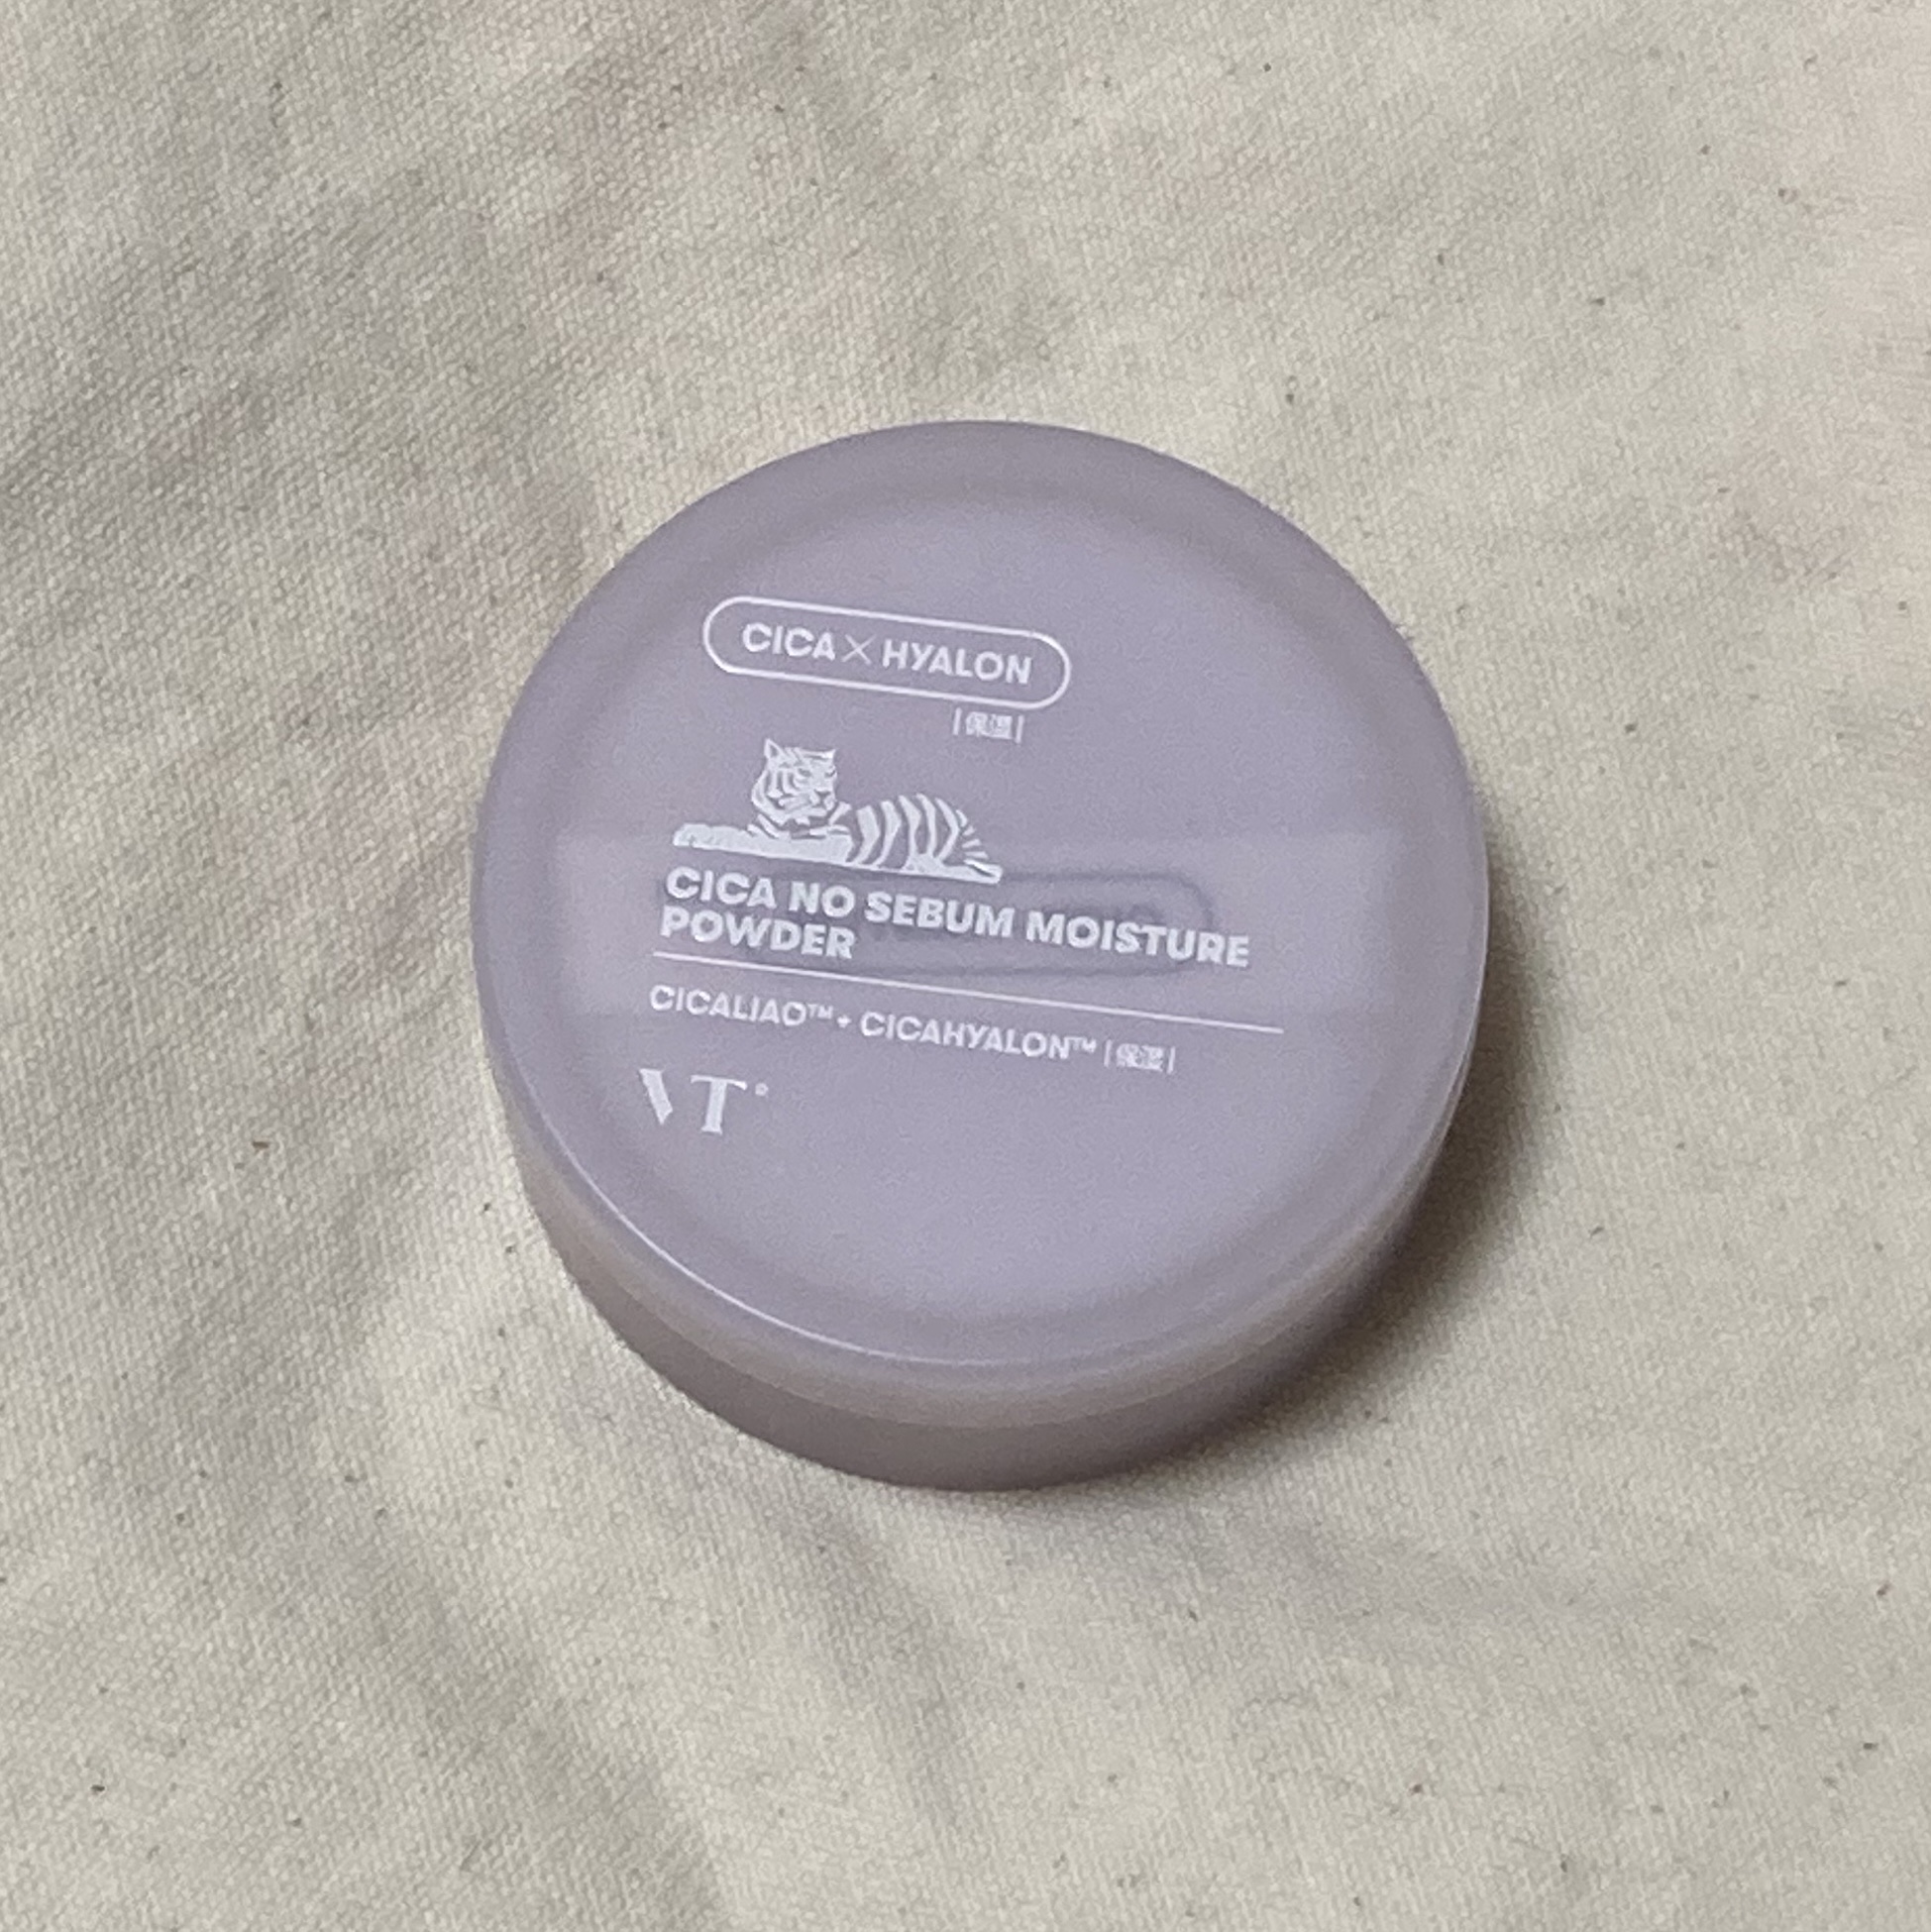 CICA × HYALON
|保湿|
CICA NO SEBUM MOISTURE
POWDER
CICALIAO™ + CICAHYALON™ |保湿|
VT